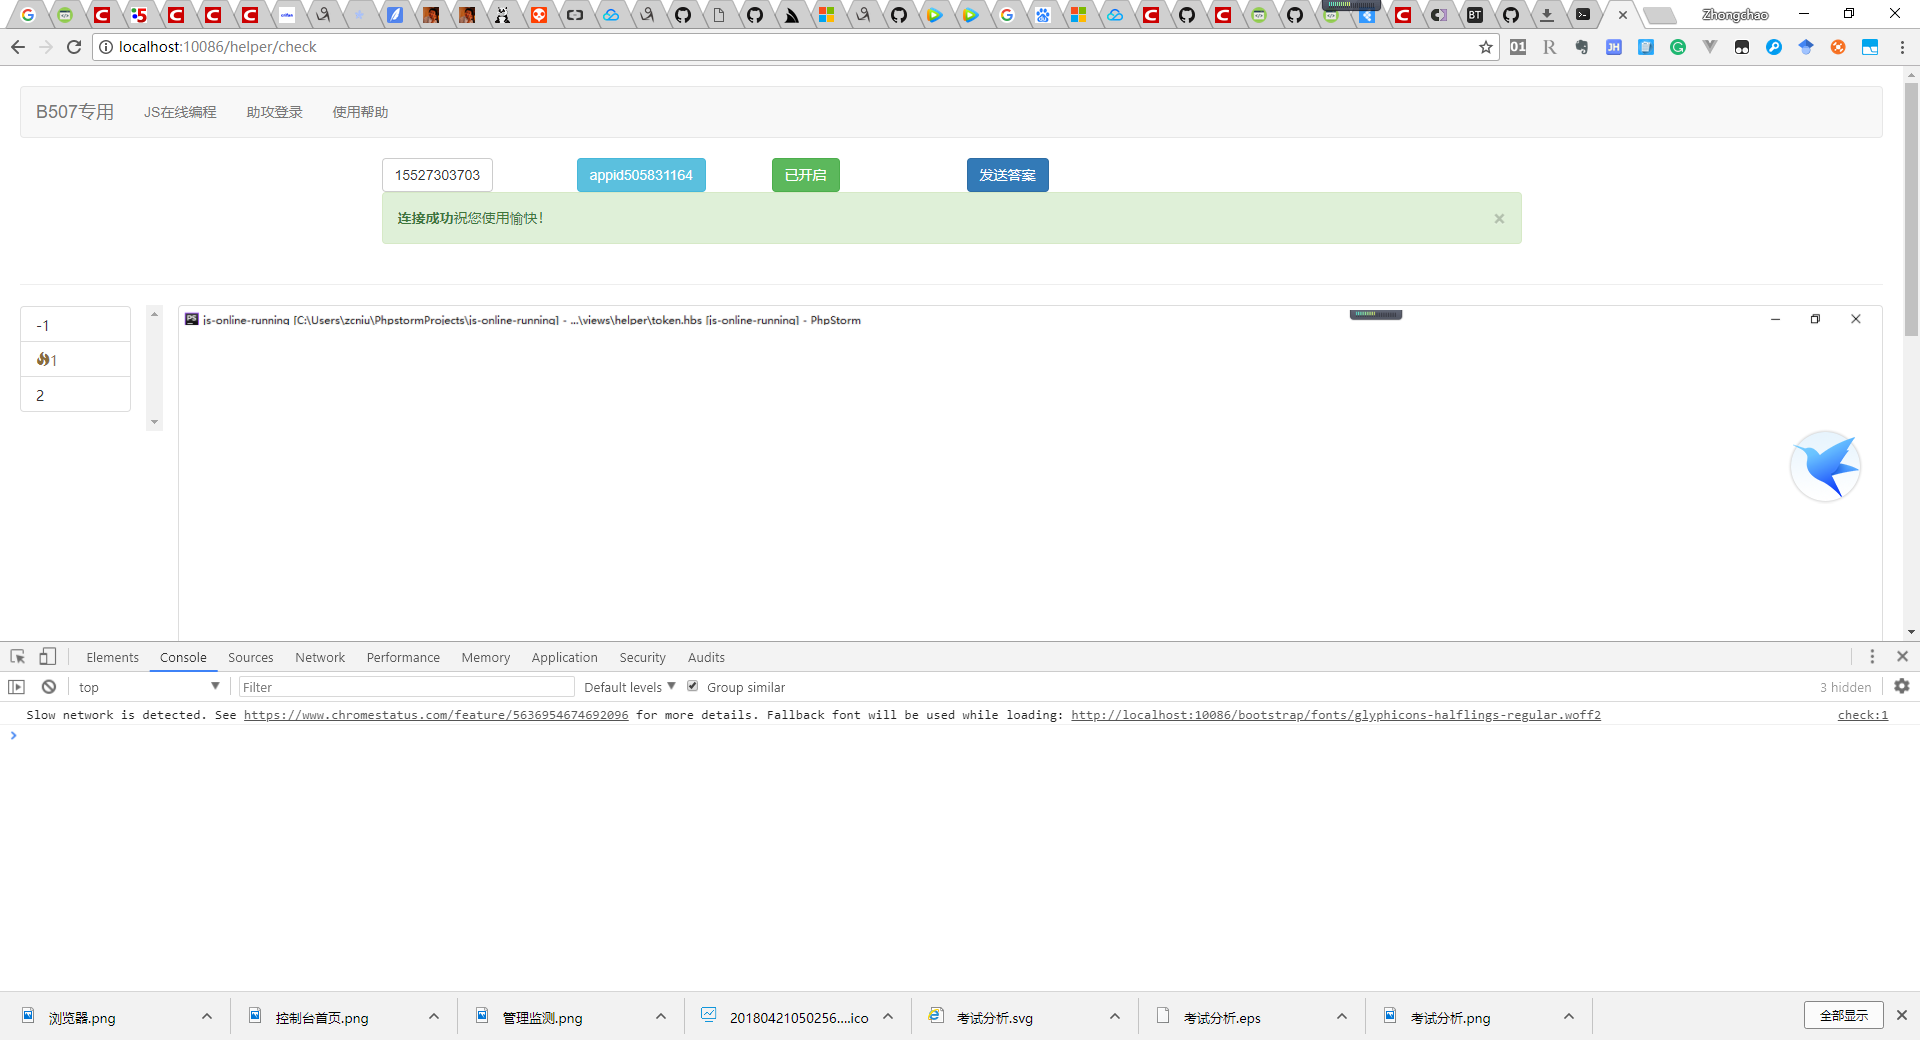 Zhongchao
localhost:10086/helper/check
B507专用 JS在线编程 助攻登录 使用帮助
15527303703 appid505831164 已开启 发送答案
连接成功祝您使用愉快！ ×
-1
1
2
js-online-running [C:\Users\zcniu\PhpstormProjects\js-online-running] - ...\views\helper\token.hbs [js-online-running] - PhpStorm
Elements Console Sources Network Performance Memory Application Security Audits
top Filter Default levels Group similar 3 hidden
Slow network is detected. See https://www.chromestatus.com/feature/5636954674692096 for more details. Fallback font will be used while loading: http://localhost:10086/bootstrap/fonts/glyphicons-halflings-regular.woff2 check:1
浏览器.png 控制台首页.png 管理监测.png 20180421050256....ico 考试分析.svg 考试分析.eps 考试分析.png 全部显示